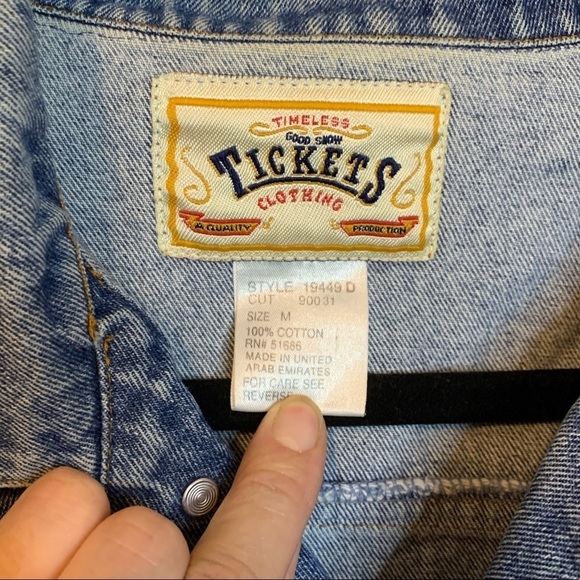 TIMELESS
GOOD SHOW
TICKETS
CLOTHING
A QUALITY PRODUCTION
STYLE 19449 D
CUT 90031
SIZE M
100% COTTON
RN# 51686
MADE IN UNITED
ARAB EMIRATES
FOR CARE SEE
REVERSE